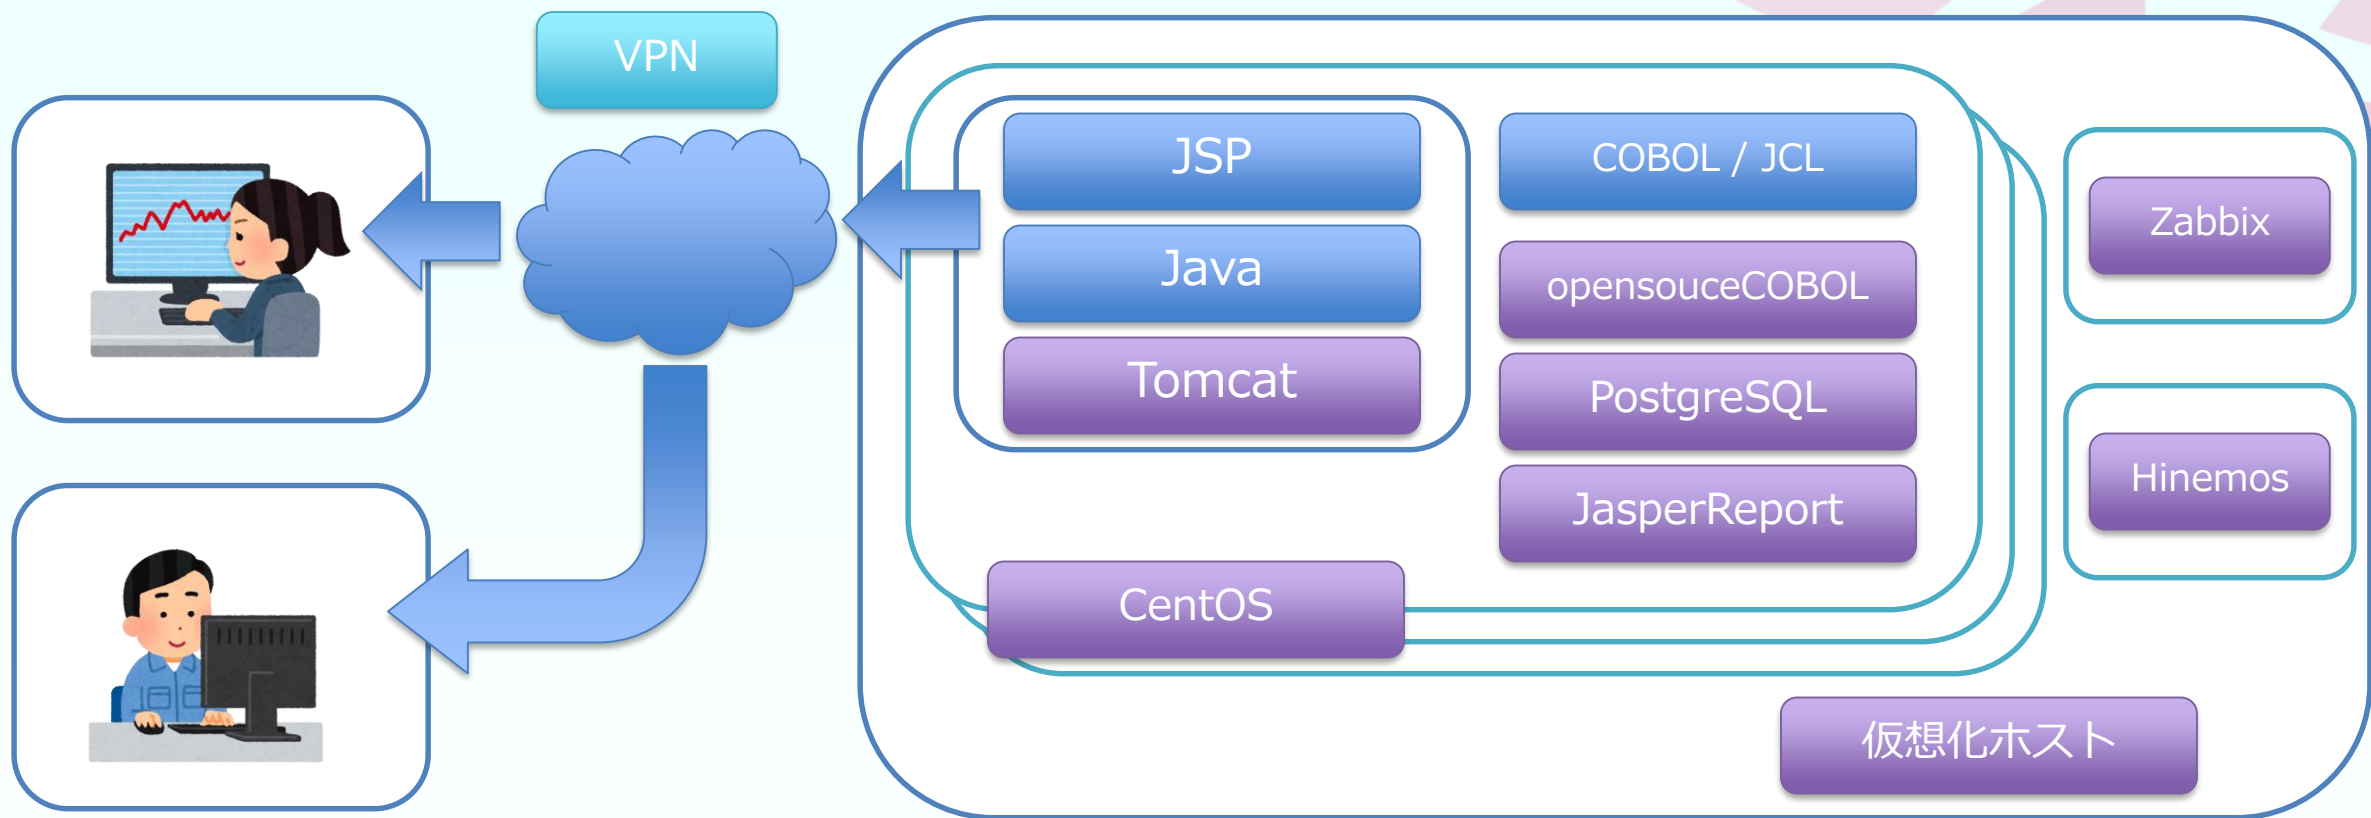 VPN
JSP
Java
Tomcat
COBOL / JCL
opensouceCOBOL
PostgreSQL
JasperReport
CentOS
Zabbix
Hinemos
仮想化ホスト